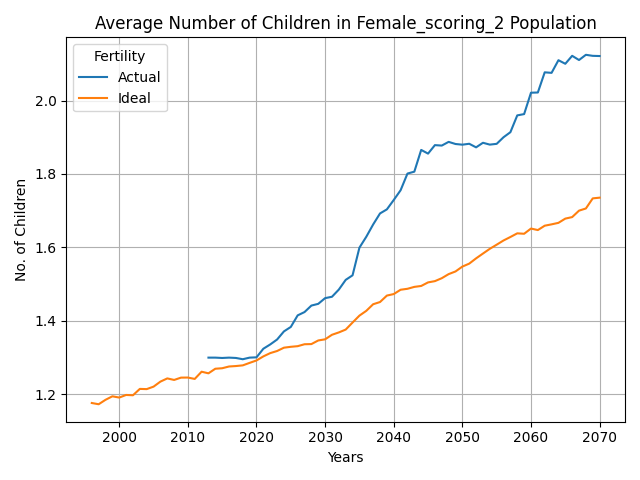 Average Number of Children in Female_scoring_2 Population
Fertility
Actual
Ideal
No. of Children
2.0
1.8
1.6
1.4
1.2
2000 2010 2020 2030 2040 2050 2060 2070
Years